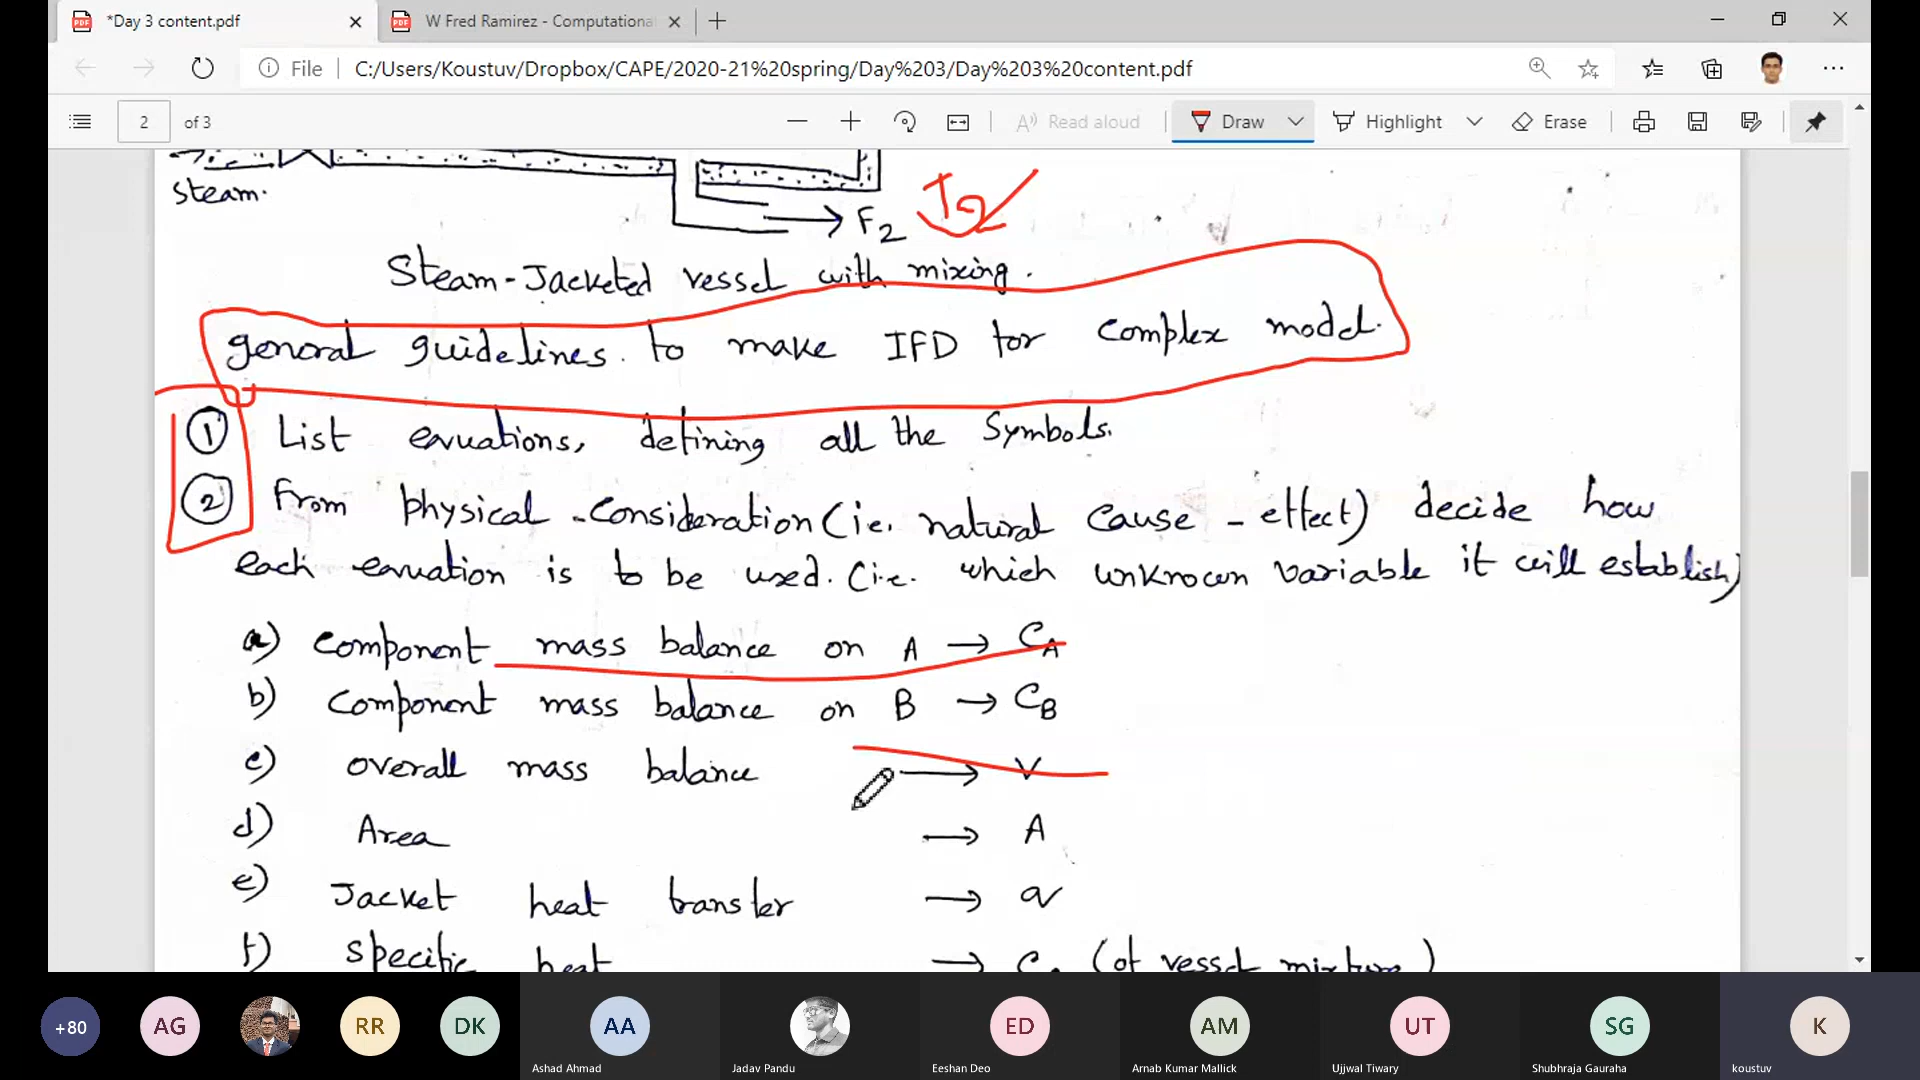 *Day 3 content.pdf
W Fred Ramirez - Computationa
File
C:/Users/Koustuv/Dropbox/CAPE/2020-21%20spring/Day%203/Day%203%20content.pdf
2 of 3
Read aloud
Draw
Highlight
Erase
steam.
F2 T2
Steam-Jacketed vessel with mixing.
general guidelines. to make IFD for complex model.
1 List equations, defining all the Symbols.
2 From physical -Consideration (ie. natural cause - effect) decide how
each equation is to be used. (i.e. which unknown variable it will establish)
a) Component mass balance on A → CA
b) Component mass balance on B → CB
c) overall mass balance → V
d) Area → A
e) Jacket heat transfer → q
f) specific heat → C (of vessel mixture)
+80
AG
RR
DK
AA
ED
AM
UT
SG
K
Ashad Ahmad
Jadav Pandu
Eeshan Deo
Arnab Kumar Mallick
Ujjwal Tiwary
Shubhraja Gauraha
koustuv